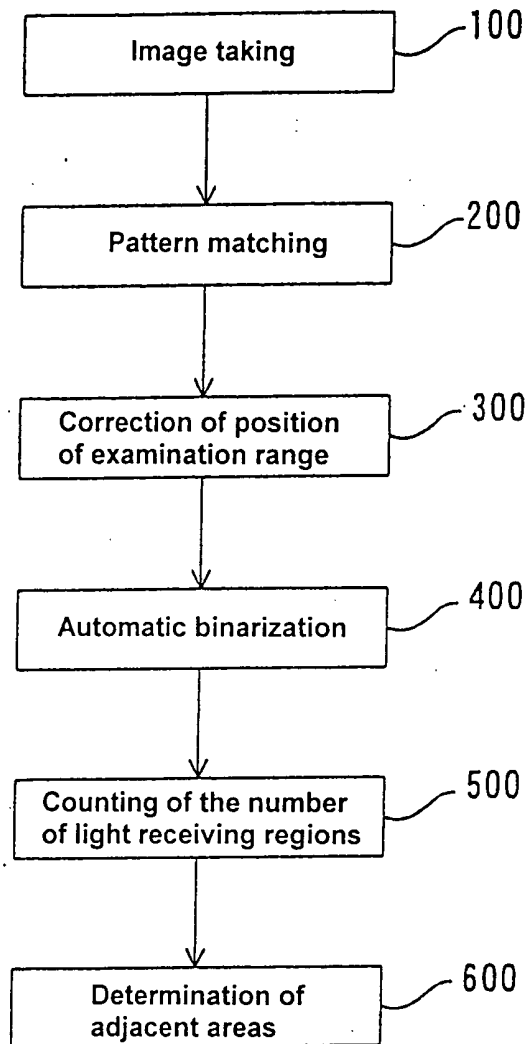 100
Image taking
200
Pattern matching
300
Correction of position
of examination range
400
Automatic binarization
500
Counting of the number
of light receiving regions
600
Determination of
adjacent areas